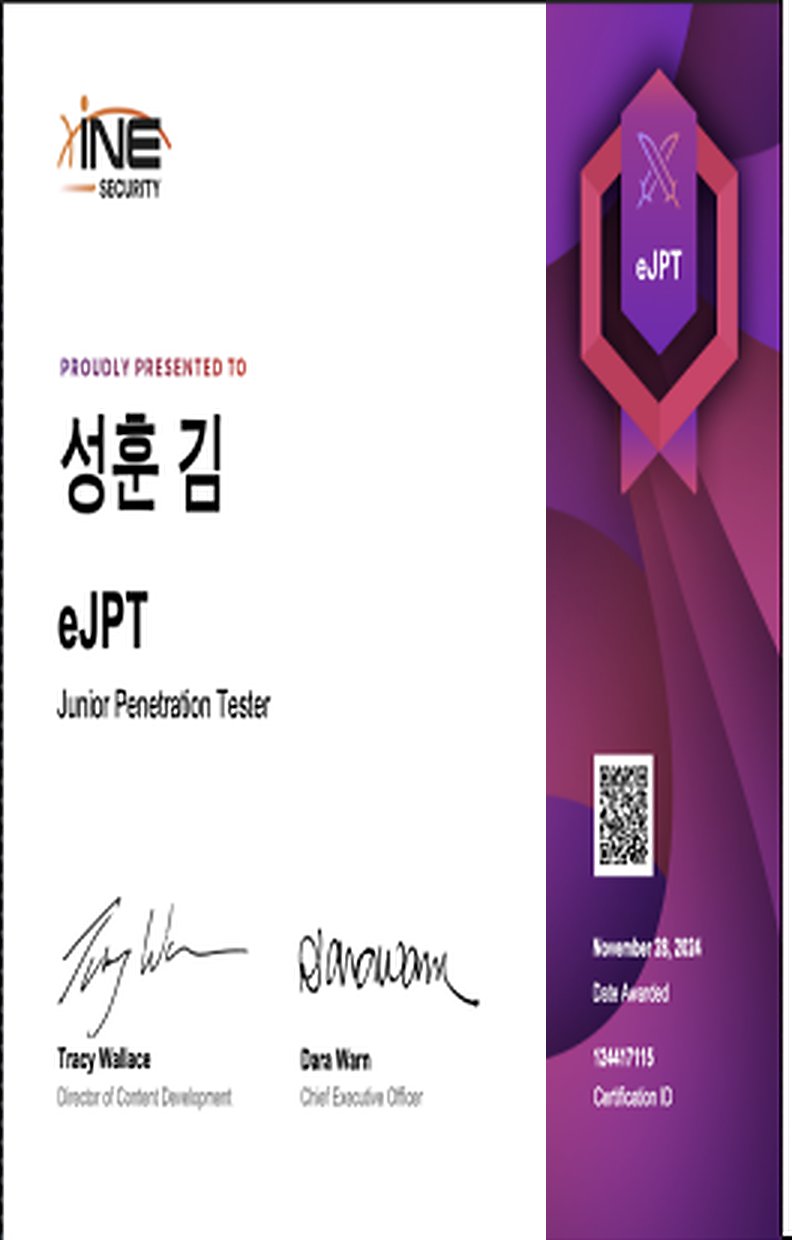 INE
SECURITY
eJPT
PROUDLY PRESENTED TO
성훈 김
eJPT
Junior Penetration Tester
Tracy Wallace
Director of Content Development
Dara Warn
Chief Executive Officer
November 28, 2024
Date Awarded
124417115
Certification ID